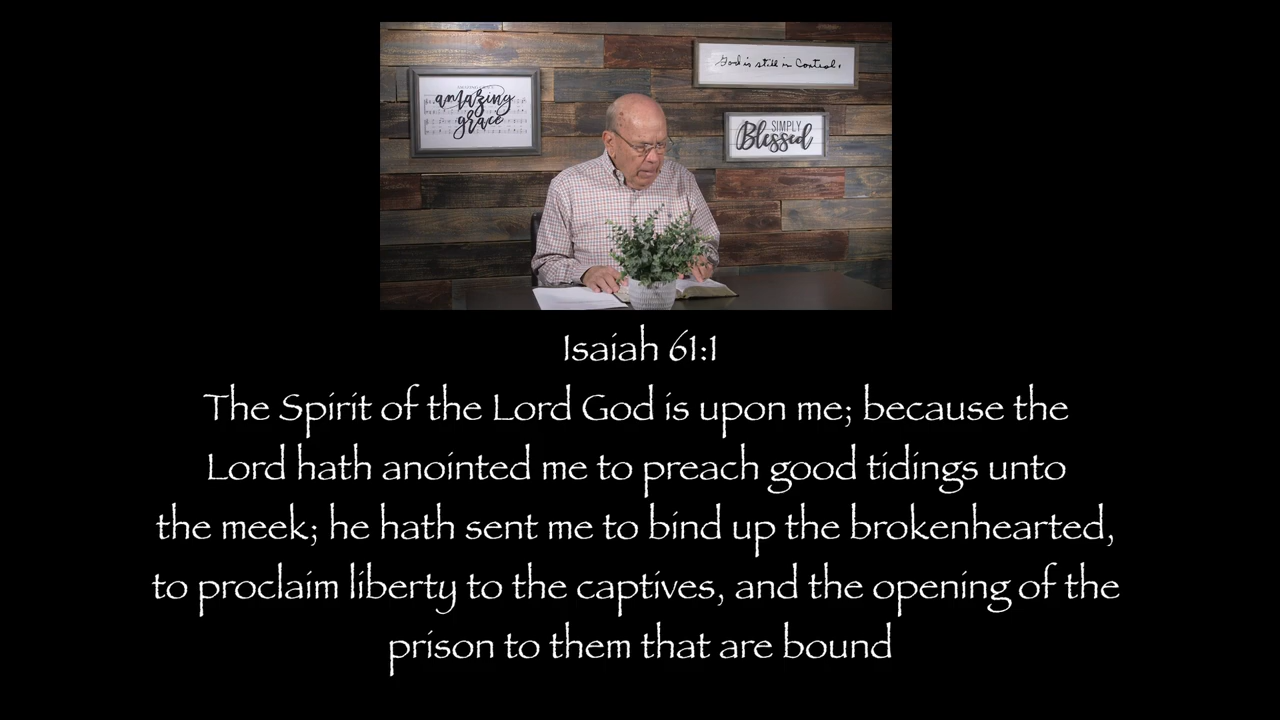 God is still in Control.
amazing
grace
SIMPLY
Blessed
Isaiah 61:1
The Spirit of the Lord God is upon me; because the
Lord hath anointed me to preach good tidings unto
the meek; he hath sent me to bind up the brokenhearted,
to proclaim liberty to the captives, and the opening of the
prison to them that are bound